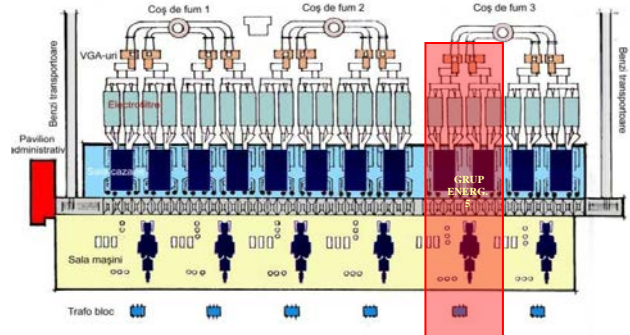 Coş de fum 1
Coş de fum 2
Coş de fum 3
VGA-uri
Benzi transportoare
Benzi transportoare
Electrofiltre
Pavilion
administrativ
Sala cazane
GRUP
ENERG.
5
Sala maşini
Trafo bloc